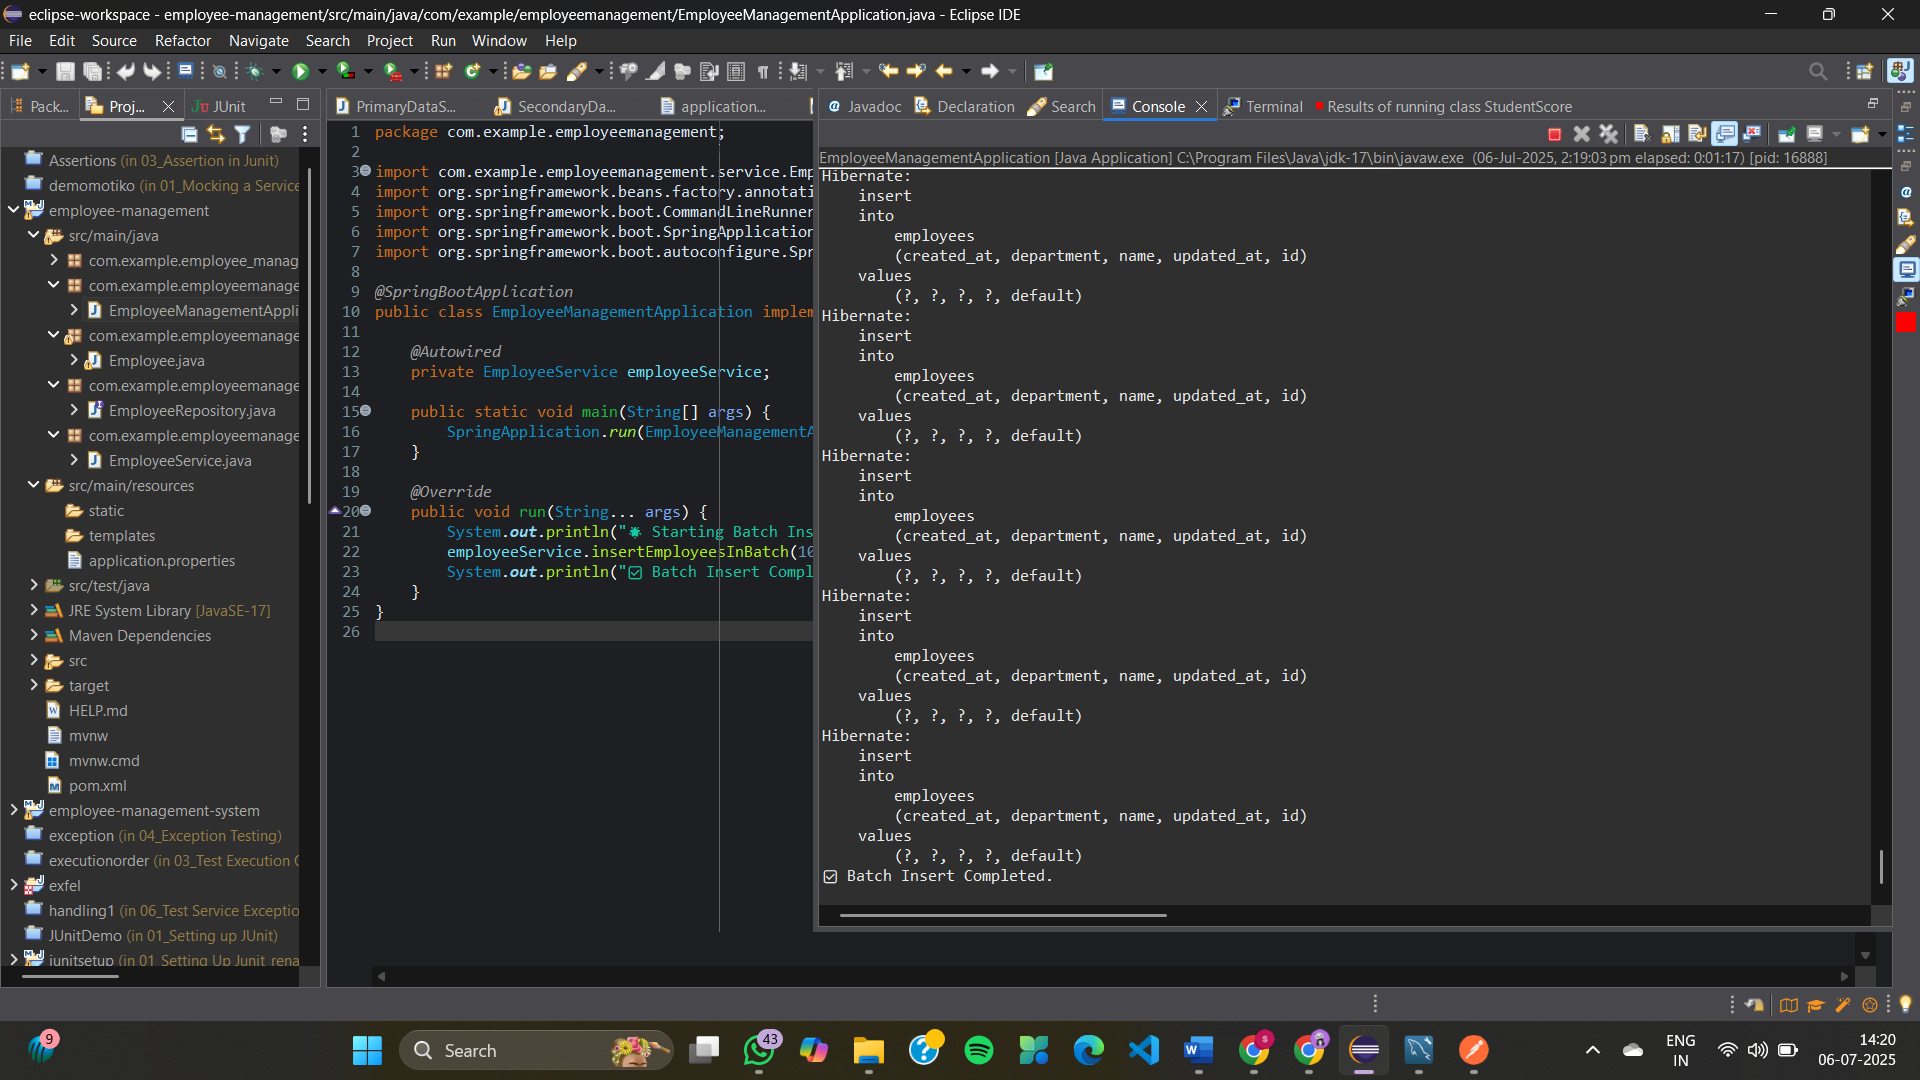 eclipse-workspace - employee-management/src/main/java/com/example/employeemanagement/EmployeeManagementApplication.java - Eclipse IDE
File Edit Source Refactor Navigate Search Project Run Window Help
Pack... Proj... JUnit
Assertions (in 03_Assertion in Junit)
demomotiko (in 01_Mocking a Service
employee-management
src/main/java
com.example.employee_manag
com.example.employeemanage
EmployeeManagementAppli
com.example.employeemanage
Employee.java
com.example.employeemanage
EmployeeRepository.java
com.example.employeemanage
EmployeeService.java
src/main/resources
static
templates
application.properties
src/test/java
JRE System Library [JavaSE-17]
Maven Dependencies
src
target
HELP.md
mvnw
mvnw.cmd
pom.xml
employee-management-system
exception (in 04_Exception Testing)
executionorder (in 03_Test Execution
exfel
handling1 (in 06_Test Service Exceptio
JUnitDemo (in 01_Setting up JUnit)
junitsetup (in 01_Setting Up Junit_rena
PrimaryDataS... SecondaryDa... application...
1 package com.example.employeemanagement;
2
3 import com.example.employeemanagement.service.Emp
4 import org.springframework.beans.factory.annotati
5 import org.springframework.boot.CommandLineRunner
6 import org.springframework.boot.SpringApplication
7 import org.springframework.boot.autoconfigure.Spr
8
9 @SpringBootApplication
10 public class EmployeeManagementApplication implem
11
12 @Autowired
13 private EmployeeService employeeService;
14
15 public static void main(String[] args) {
16 SpringApplication.run(EmployeeManagementA
17 }
18
19 @Override
20 public void run(String... args) {
21 System.out.println("✹ Starting Batch Ins
22 employeeService.insertEmployeesInBatch(10
23 System.out.println("☑ Batch Insert Compl
24 }
25 }
26
@ Javadoc Declaration Search Console Terminal Results of running class StudentScore
EmployeeManagementApplication [Java Application] C:\Program Files\Java\jdk-17\bin\javaw.exe (06-Jul-2025, 2:19:03 pm elapsed: 0:01:17) [pid: 16888]
Hibernate:
insert
into
employees
(created_at, department, name, updated_at, id)
values
(?, ?, ?, ?, default)
Hibernate:
insert
into
employees
(created_at, department, name, updated_at, id)
values
(?, ?, ?, ?, default)
Hibernate:
insert
into
employees
(created_at, department, name, updated_at, id)
values
(?, ?, ?, ?, default)
Hibernate:
insert
into
employees
(created_at, department, name, updated_at, id)
values
(?, ?, ?, ?, default)
Hibernate:
insert
into
employees
(created_at, department, name, updated_at, id)
values
(?, ?, ?, ?, default)
☑ Batch Insert Completed.
9
Search
43
ENG
IN
14:20
06-07-2025